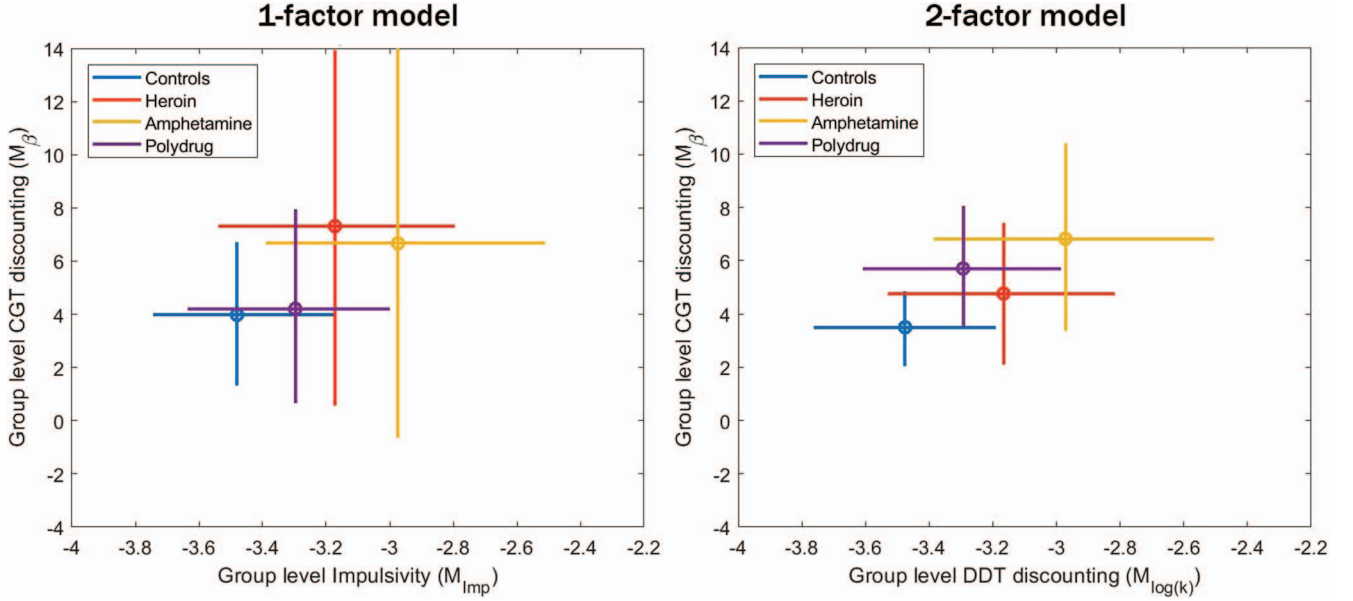 1-factor model
14
12
10
8
6
4
2
0
-2
-4
-4
-3.8
-3.6
-3.4
-3.2
-3
-2.8
-2.6
-2.4
-2.2
Controls
Heroin
Amphetamine
Polydrug
Group level CGT discounting (Mβ)
Group level Impulsivity (MImp)
2-factor model
14
12
10
8
6
4
2
0
-2
-4
-4
-3.8
-3.6
-3.4
-3.2
-3
-2.8
-2.6
-2.4
-2.2
Controls
Heroin
Amphetamine
Polydrug
Group level CGT discounting (Mβ)
Group level DDT discounting (Mlog(k))